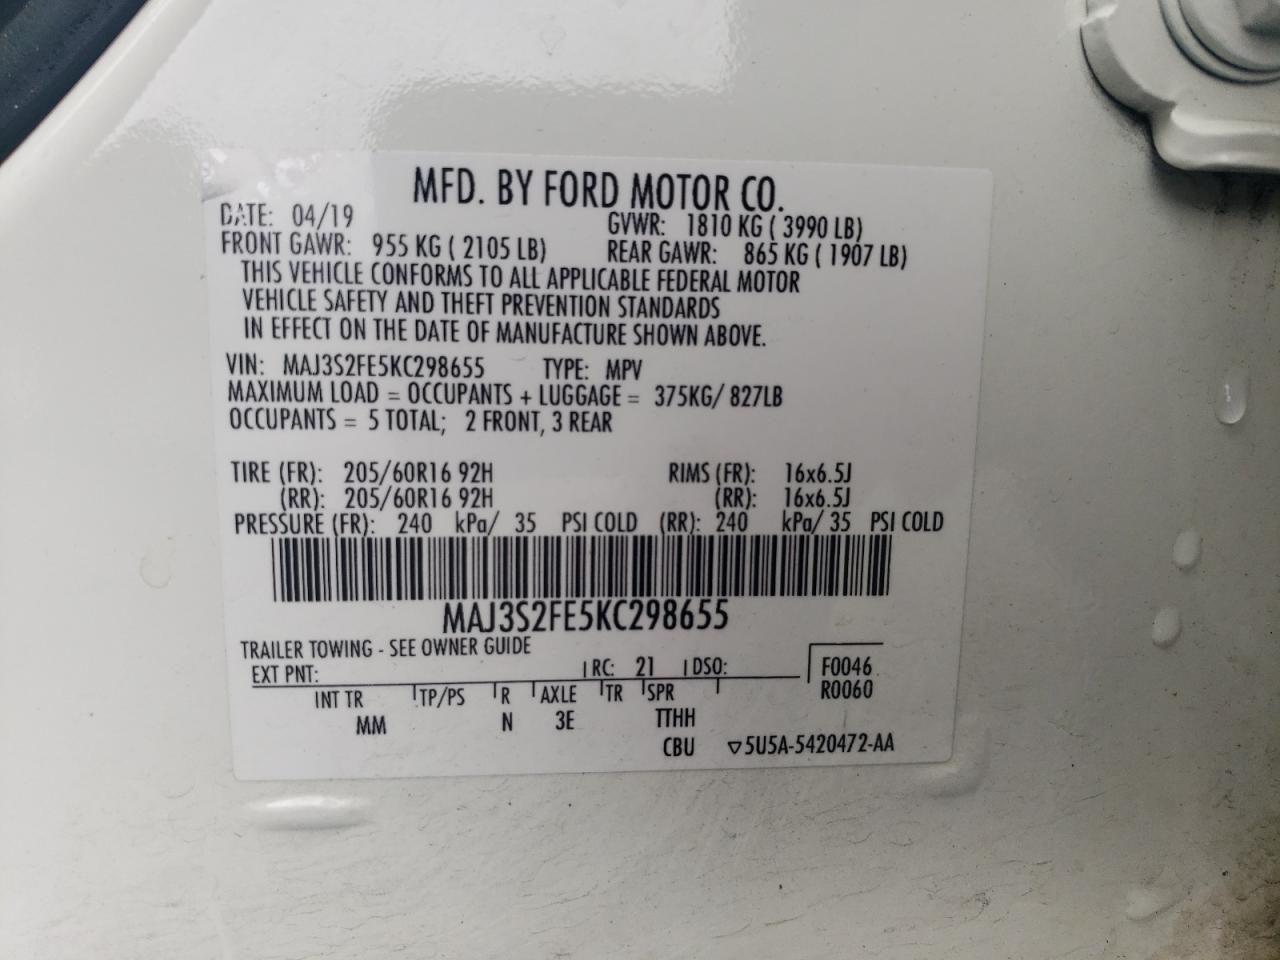 MFD. BY FORD MOTOR CO.
DATE: 04/19 GVWR: 1810 KG ( 3990 LB)
FRONT GAWR: 955 KG ( 2105 LB) REAR GAWR: 865 KG ( 1907 LB)
THIS VEHICLE CONFORMS TO ALL APPLICABLE FEDERAL MOTOR
VEHICLE SAFETY AND THEFT PREVENTION STANDARDS
IN EFFECT ON THE DATE OF MANUFACTURE SHOWN ABOVE.
VIN: MAJ3S2FE5KC298655 TYPE: MPV
MAXIMUM LOAD = OCCUPANTS + LUGGAGE = 375KG/ 827LB
OCCUPANTS = 5 TOTAL; 2 FRONT, 3 REAR
TIRE (FR): 205/60R16 92H RIMS (FR): 16x6.5J
(RR): 205/60R16 92H (RR): 16x6.5J
PRESSURE (FR): 240 kPa/ 35 PSI COLD (RR): 240 kPa/ 35 PSI COLD
MAJ3S2FE5KC298655
TRAILER TOWING - SEE OWNER GUIDE
EXT PNT: RC: 21 DSO: F0046
INT TR TP/PS R AXLE TR SPR R0060
MM N 3E TTHH
CBU ▽5U5A-5420472-AA